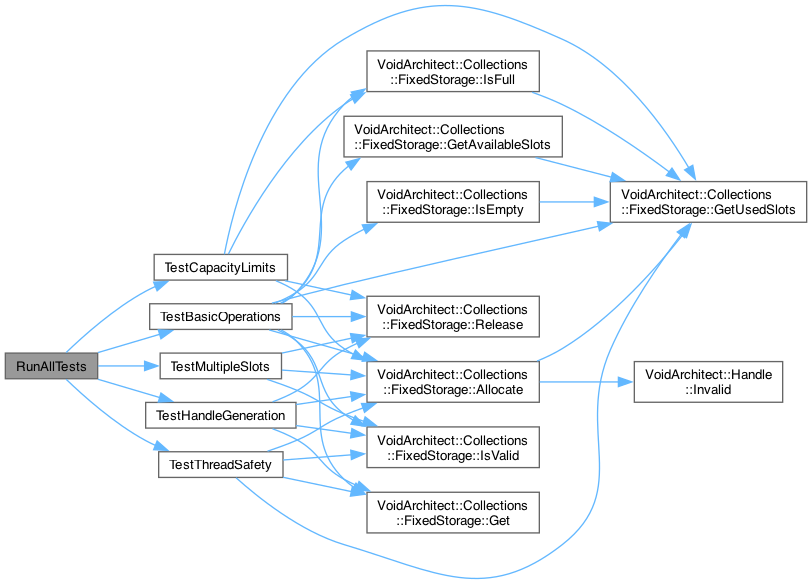 RunAllTests
TestCapacityLimits
TestBasicOperations
TestMultipleSlots
TestHandleGeneration
TestThreadSafety
VoidArchitect::Collections
::FixedStorage::IsFull
VoidArchitect::Collections
::FixedStorage::GetAvailableSlots
VoidArchitect::Collections
::FixedStorage::IsEmpty
VoidArchitect::Collections
::FixedStorage::Release
VoidArchitect::Collections
::FixedStorage::Allocate
VoidArchitect::Collections
::FixedStorage::IsValid
VoidArchitect::Collections
::FixedStorage::Get
VoidArchitect::Collections
::FixedStorage::GetUsedSlots
VoidArchitect::Handle
::Invalid